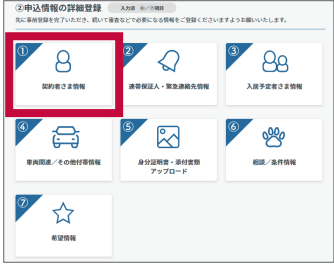 ②申込情報の詳細登録 入力済
先に事前登録を完了いただき、続いて審査などで必要になる情報をご登録くださいますようお願いいたします。
① ② ③
契約者さま情報 連帯保証人・緊急連絡先情報 入居予定者さま情報
④ ⑤ ⑥
車両関連／その他付帯情報 身分証明書・添付書類 相談／条件情報
アップロード
⑦
希望情報